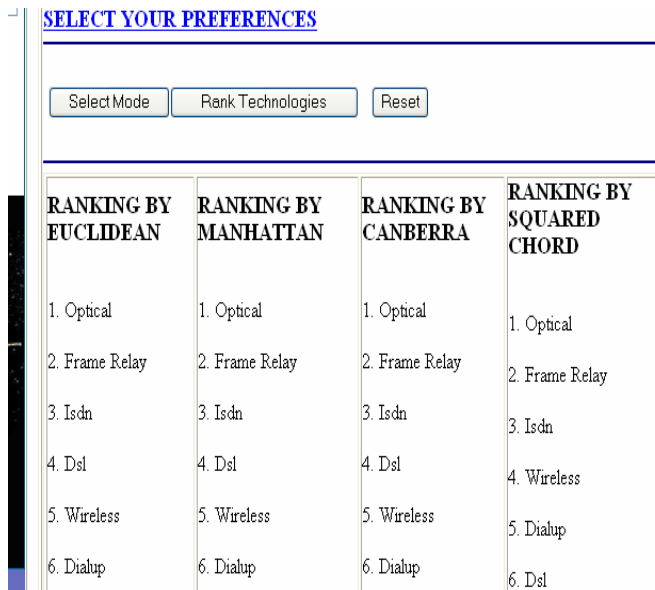 SELECT YOUR PREFERENCES
Select Mode Rank Technologies Reset
RANKING BY
EUCLIDEAN
1. Optical
2. Frame Relay
3. Isdn
4. Dsl
5. Wireless
6. Dialup
RANKING BY
MANHATTAN
1. Optical
2. Frame Relay
3. Isdn
4. Dsl
5. Wireless
6. Dialup
RANKING BY
CANBERRA
1. Optical
2. Frame Relay
3. Isdn
4. Dsl
5. Wireless
6. Dialup
RANKING BY
SQUARED
CHORD
1. Optical
2. Frame Relay
3. Isdn
4. Wireless
5. Dialup
6. Dsl